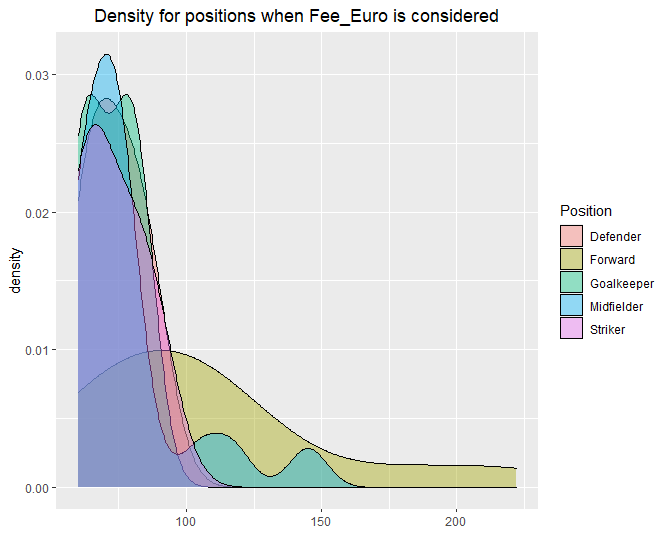 Density for positions when Fee_Euro is considered
0.03
0.02
0.01
0.00
density
100
150
200
Position
Defender
Forward
Goalkeeper
Midfielder
Striker